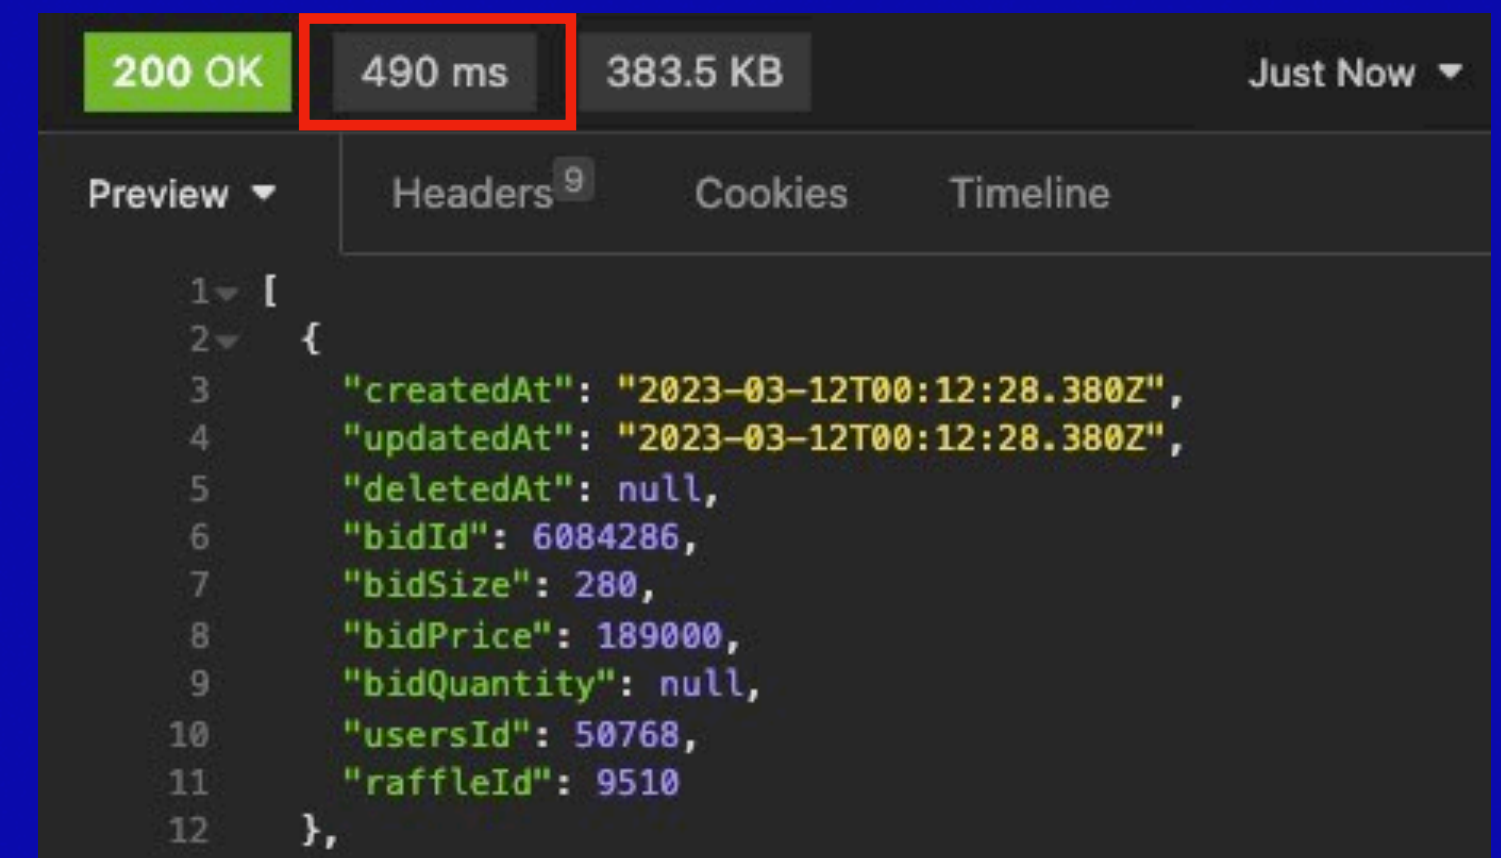 200 OK 490 ms 383.5 KB Just Now
Preview Headers 9 Cookies Timeline
1 [
2 {
3 "createdAt": "2023-03-12T00:12:28.380Z",
4 "updatedAt": "2023-03-12T00:12:28.380Z",
5 "deletedAt": null,
6 "bidId": 6084286,
7 "bidSize": 280,
8 "bidPrice": 189000,
9 "bidQuantity": null,
10 "usersId": 50768,
11 "raffleId": 9510
12 },